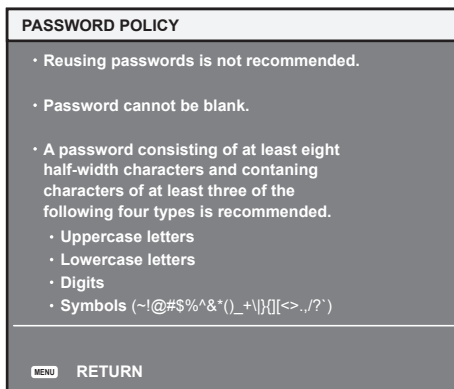 PASSWORD POLICY
・Reusing passwords is not recommended.
・Password cannot be blank.
・A password consisting of at least eight
half-width characters and contaning
characters of at least three of the
following four types is recommended.
・Uppercase letters
・Lowercase letters
・Digits
・Symbols (~!@#$%^&*()_+\|}{][<>.,/?`)
MENU RETURN